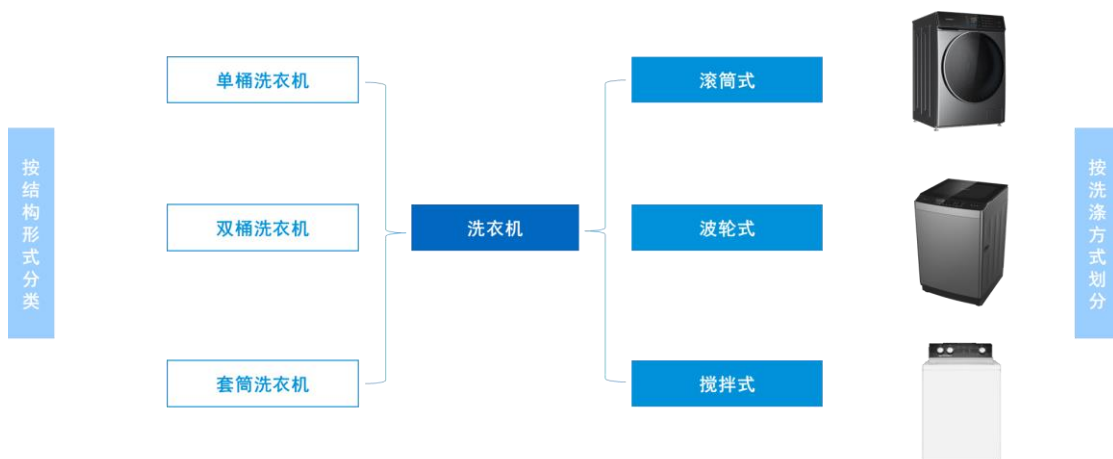 按结构形式分类
单桶洗衣机
双桶洗衣机
套筒洗衣机
洗衣机
滚筒式
波轮式
搅拌式
按洗涤方式划分